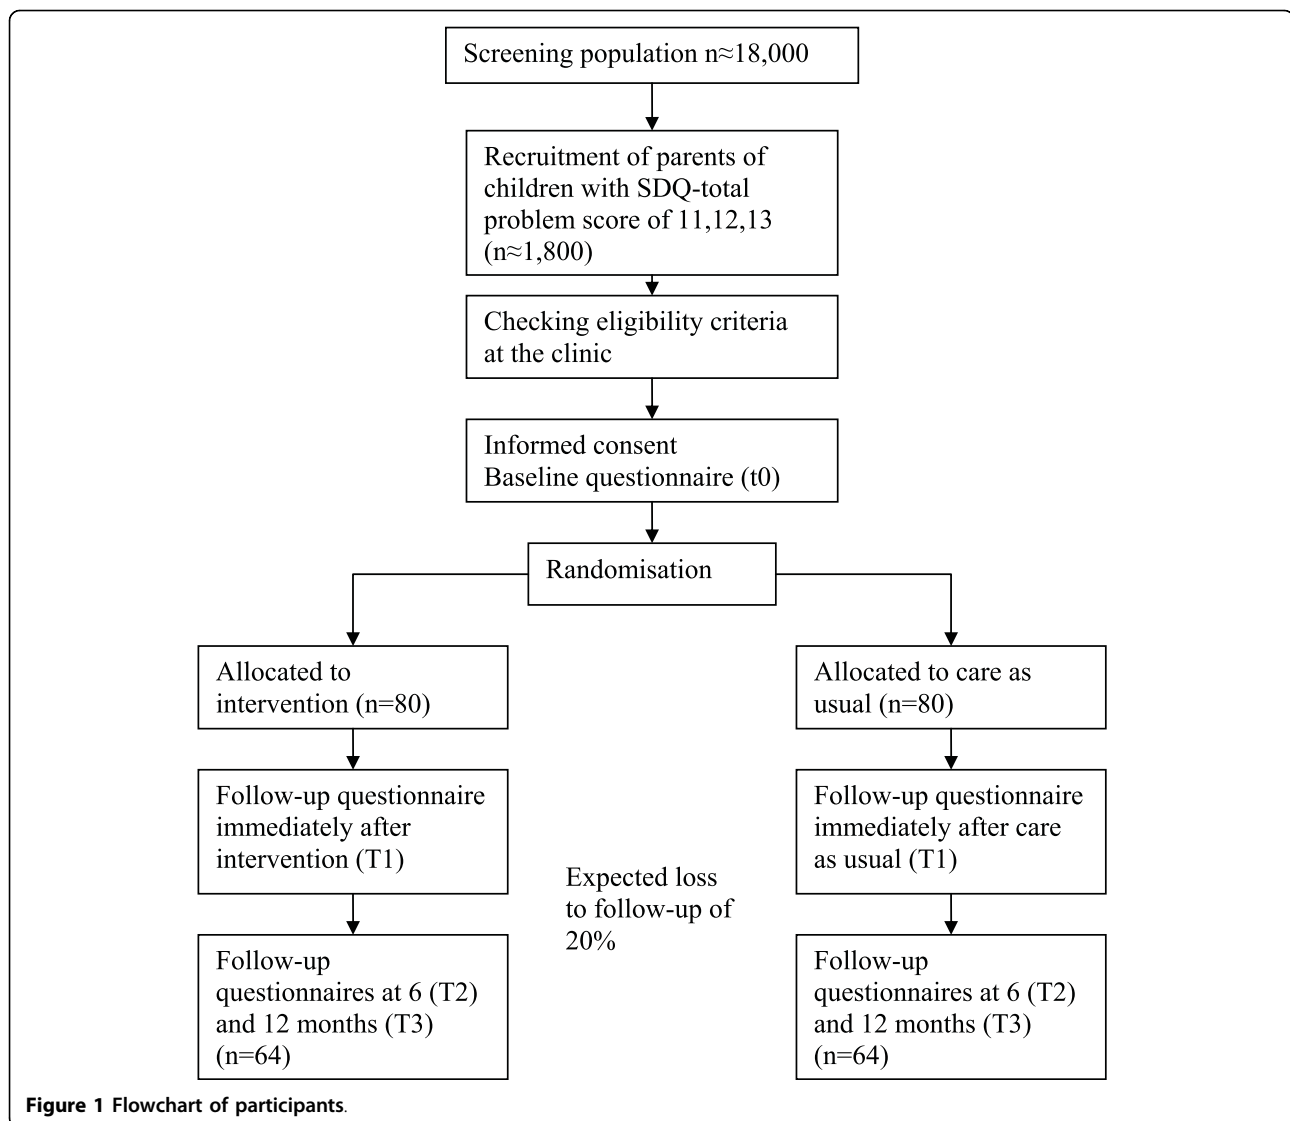 Screening population n≈18,000
Recruitment of parents of
children with SDQ-total
problem score of 11,12,13
(n≈1,800)
Checking eligibility criteria
at the clinic
Informed consent
Baseline questionnaire (t0)
Randomisation
Allocated to
intervention (n=80)
Allocated to care as
usual (n=80)
Follow-up questionnaire
immediately after
intervention (T1)
Follow-up questionnaire
immediately after care
as usual (T1)
Expected loss
to follow-up of
20%
Follow-up
questionnaires at 6 (T2)
and 12 months (T3)
(n=64)
Follow-up
questionnaires at 6 (T2)
and 12 months (T3)
(n=64)
Figure 1 Flowchart of participants.